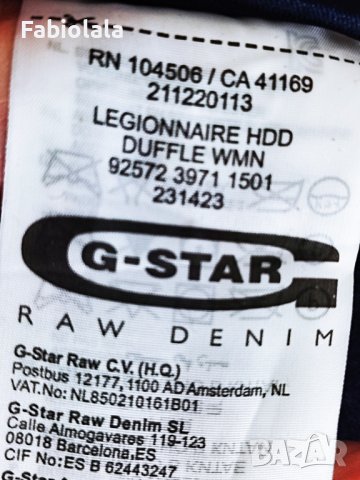 Fabiolala
RN 104506 / CA 41169
211220113
LEGIONNAIRE HDD
DUFFLE WMN
92572 3971 1501
231423
G-STAR
RAW DENIM
G-Star Raw C.V. (H.Q.)
Postbus 12177, 1100 AD Amsterdam, NL
VAT.No: NL850210161B01
G-Star Raw Denim SL
Calle Almogavares 119-123
08018 Barcelona,ES
CIF No:ES B 62443247
G-Star
BAZAR